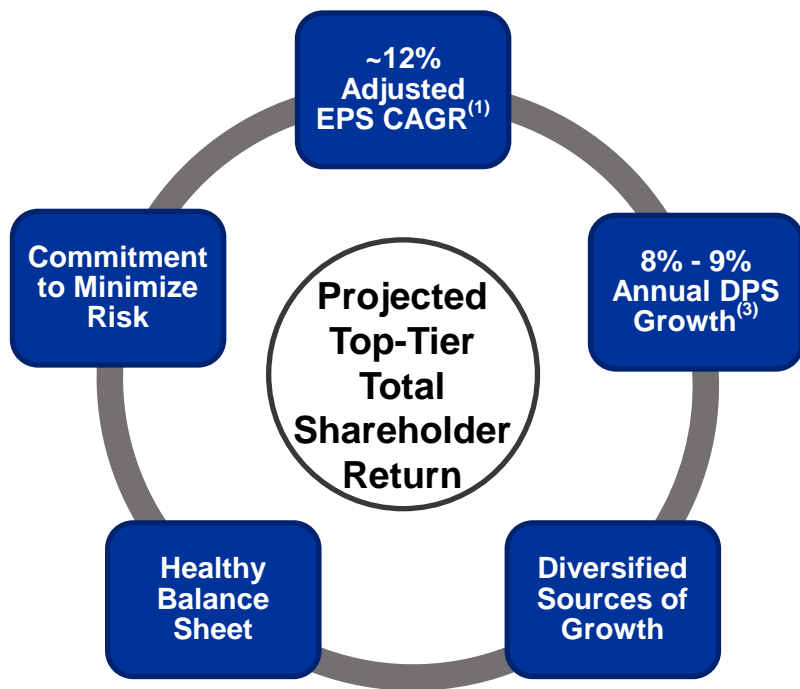 ~12%
Adjusted
EPS CAGR(1)
8% - 9%
Annual DPS
Growth(3)
Diversified
Sources of
Growth
Healthy
Balance
Sheet
Commitment
to Minimize
Risk
Projected
Top-Tier
Total
Shareholder
Return